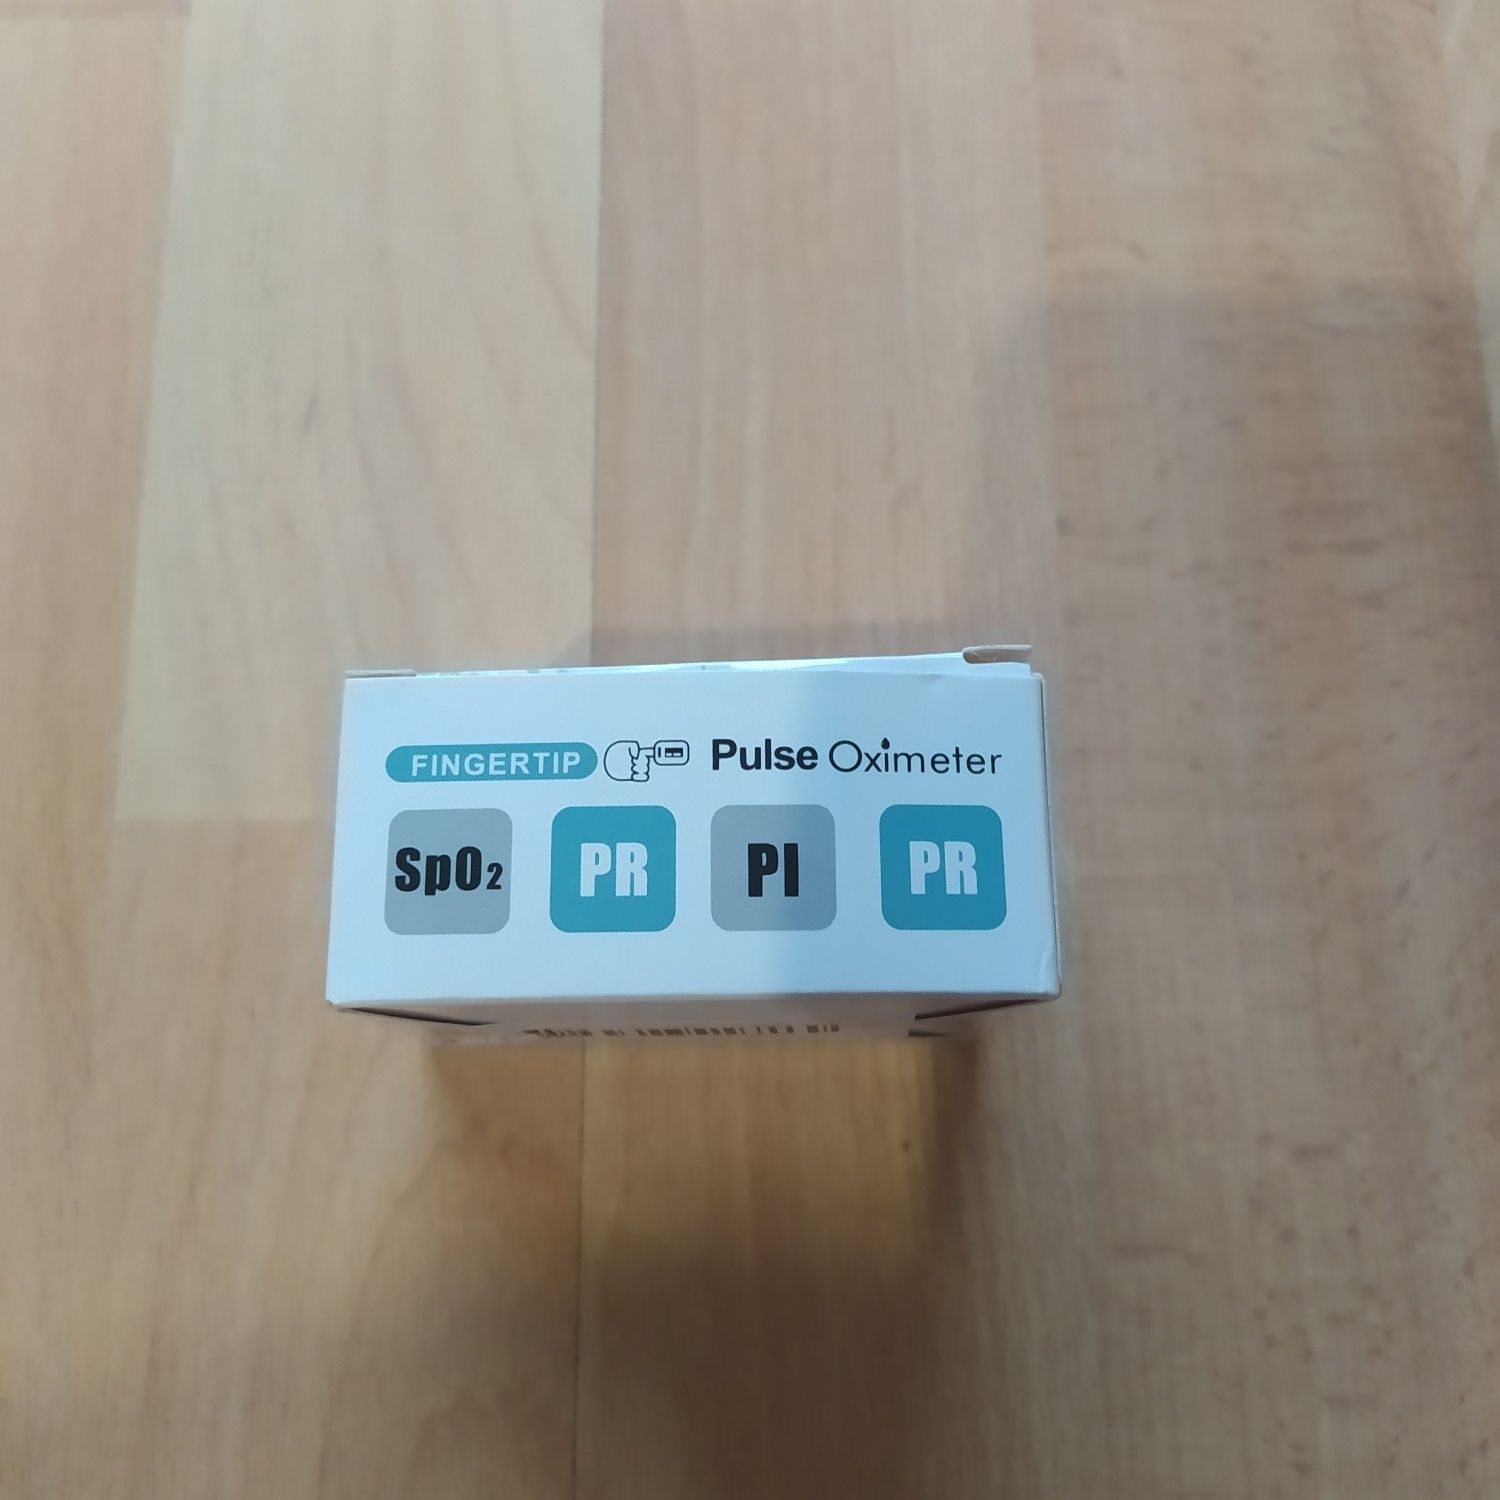 FINGERTIP Pulse Oximeter
SpO₂ PR PI PR